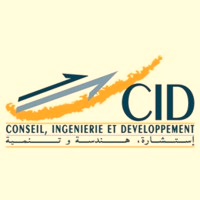 CID
CONSEIL, INGENIERIE ET DEVELOPPEMENT
إستشارة، هندسة و تنمية